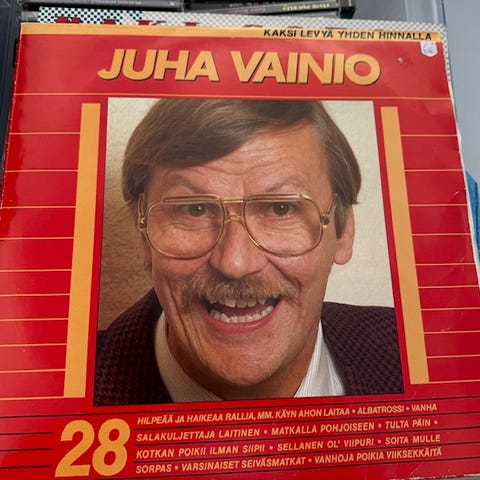 KAKSI LEVYÄ YHDEN HINNALLA
JUHA VAINIO
28
HILPEÄÄ JA HAIKEAA RALLIA, MM. KÄYN AHON LAITAA • ALBATROSSI • VANHA
SALAKULJETTAJA LAITINEN • MATKALLA POHJOISEEN • TULTA PÄIN •
KOTKAN POIKII ILMAN SIIPII • SELLANEN OL' VIIPURI • SOITA MULLE
SORPAS • VARSINAISET SEIVÄSMATKAT • VANHOJA POIKIA VIIKSEKKÄITÄ